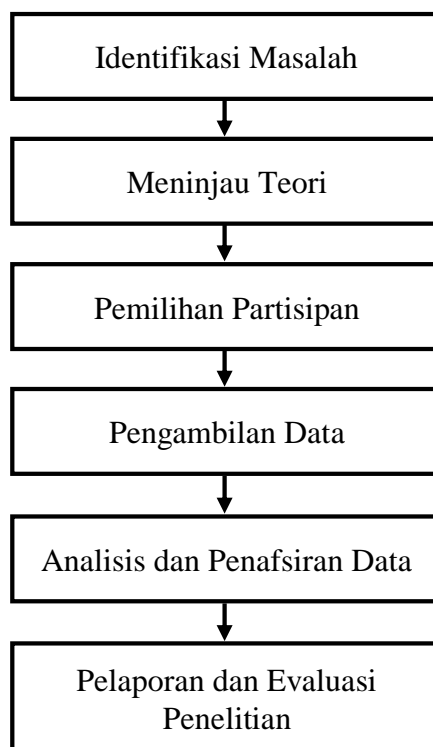 Identifikasi Masalah
Meninjau Teori
Pemilihan Partisipan
Pengambilan Data
Analisis dan Penafsiran Data
Pelaporan dan Evaluasi
Penelitian